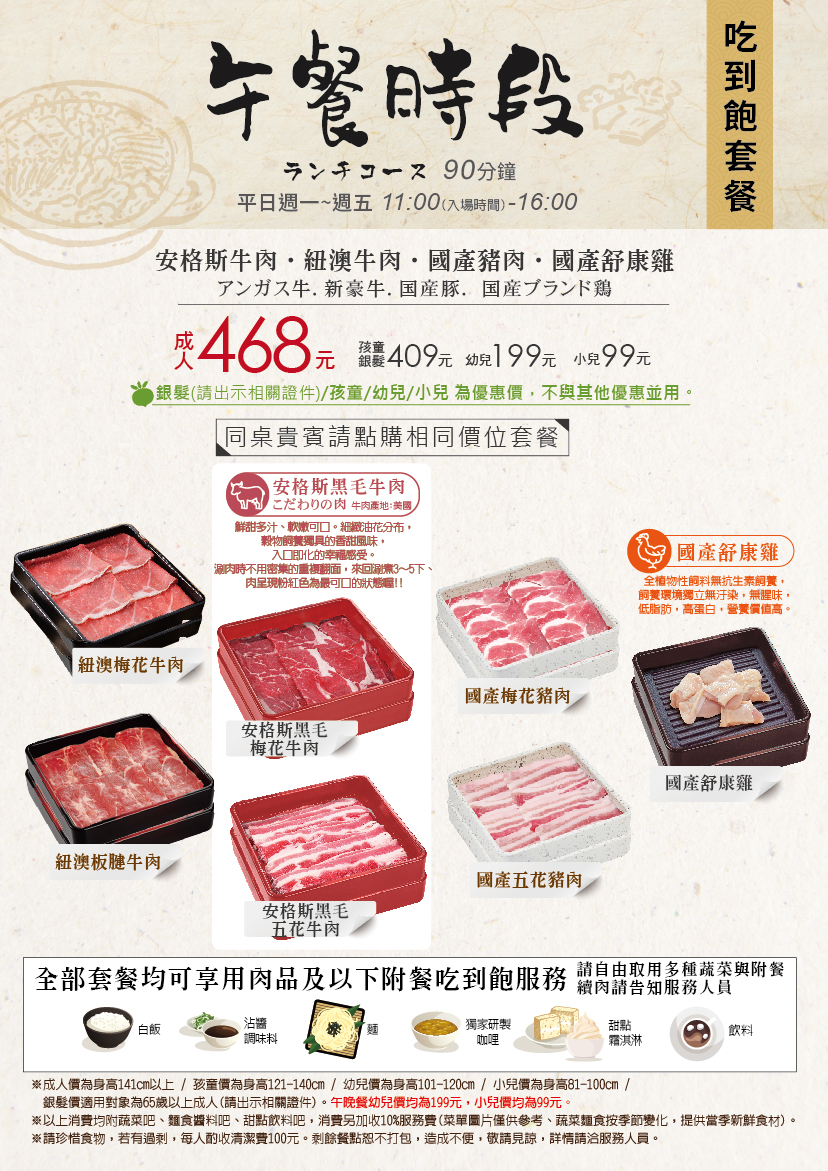 吃到飽套餐
午餐時段
ランチコース 90分鐘
平日週一~週五 11:00(入場時間)-16:00
安格斯牛肉・紐澳牛肉・國產豬肉・國產舒康雞
アンガス牛. 新豪牛. 国産豚. 国産ブランド鶏
成人468元 孩童銀髮409元 幼兒199元 小兒99元
銀髮(請出示相關證件)/孩童/幼兒/小兒 為優惠價，不與其他優惠並用。
同桌貴賓請點購相同價位套餐
安格斯黑毛牛肉
こだわりの肉 牛肉產地:美國
鮮甜多汁、軟嫩可口。細緻油花分布，
穀物飼養獨具的香甜風味，
入口即化的幸福感受。
涮肉時不用密集的重複翻面，來回涮煮3~5下、
肉呈現粉紅色為最可口的狀態喔!!
國產舒康雞
全植物性飼料無抗生素飼養，
飼養環境獨立無汙染，無腥味，
低脂肪，高蛋白，營養價值高。
紐澳梅花牛肉
安格斯黑毛
梅花牛肉
國產梅花豬肉
國產舒康雞
紐澳板腱牛肉
安格斯黑毛
五花牛肉
國產五花豬肉
全部套餐均可享用肉品及以下附餐吃到飽服務
請自由取用多種蔬菜與附餐
續肉請告知服務人員
白飯
沾醬
調味料
麵
獨家研製
咖哩
甜點
霜淇淋
飲料
※成人價為身高141cm以上 / 孩童價為身高121-140cm / 幼兒價為身高101-120cm / 小兒價為身高81-100cm /
銀髮價適用對象為65歲以上成人(請出示相關證件)。午晚餐幼兒價均為199元，小兒價均為99元。
※以上消費均附蔬菜吧、麵食醬料吧、甜點飲料吧，消費另加收10%服務費(菜單圖片僅供參考、蔬菜麵食按季節變化，提供當季新鮮食材)。
※請珍惜食物，若有過剩，每人酌收清潔費100元。剩餘餐點恕不打包，造成不便，敬請見諒，詳情請洽服務人員。